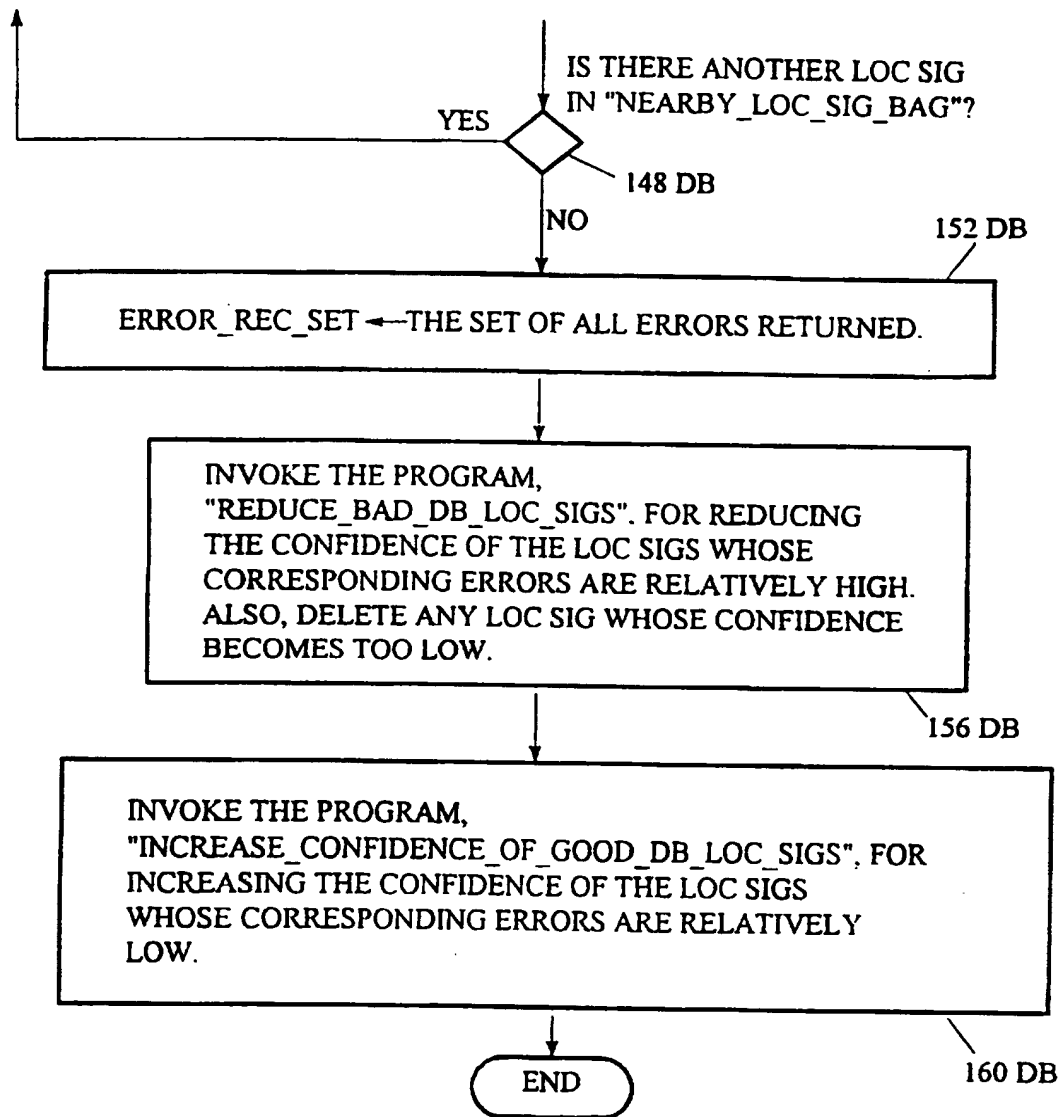 IS THERE ANOTHER LOC SIG
IN "NEARBY_LOC_SIG_BAG"?
YES
148 DB
NO
152 DB
ERROR_REC_SET ← THE SET OF ALL ERRORS RETURNED.
INVOKE THE PROGRAM,
"REDUCE_BAD_DB_LOC_SIGS". FOR REDUCING
THE CONFIDENCE OF THE LOC SIGS WHOSE
CORRESPONDING ERRORS ARE RELATIVELY HIGH.
ALSO, DELETE ANY LOC SIG WHOSE CONFIDENCE
BECOMES TOO LOW.
156 DB
INVOKE THE PROGRAM,
"INCREASE_CONFIDENCE_OF_GOOD_DB_LOC_SIGS", FOR
INCREASING THE CONFIDENCE OF THE LOC SIGS
WHOSE CORRESPONDING ERRORS ARE RELATIVELY
LOW.
160 DB
END